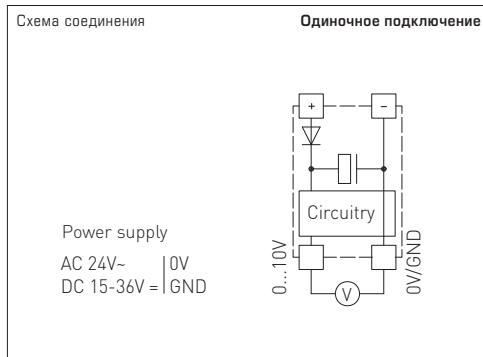 Схема соединения
Одиночное подключение
+
−
Circuitry
Power supply
AC 24V~ | 0V
DC 15-36V = | GND
0...10V
0V/GND
V